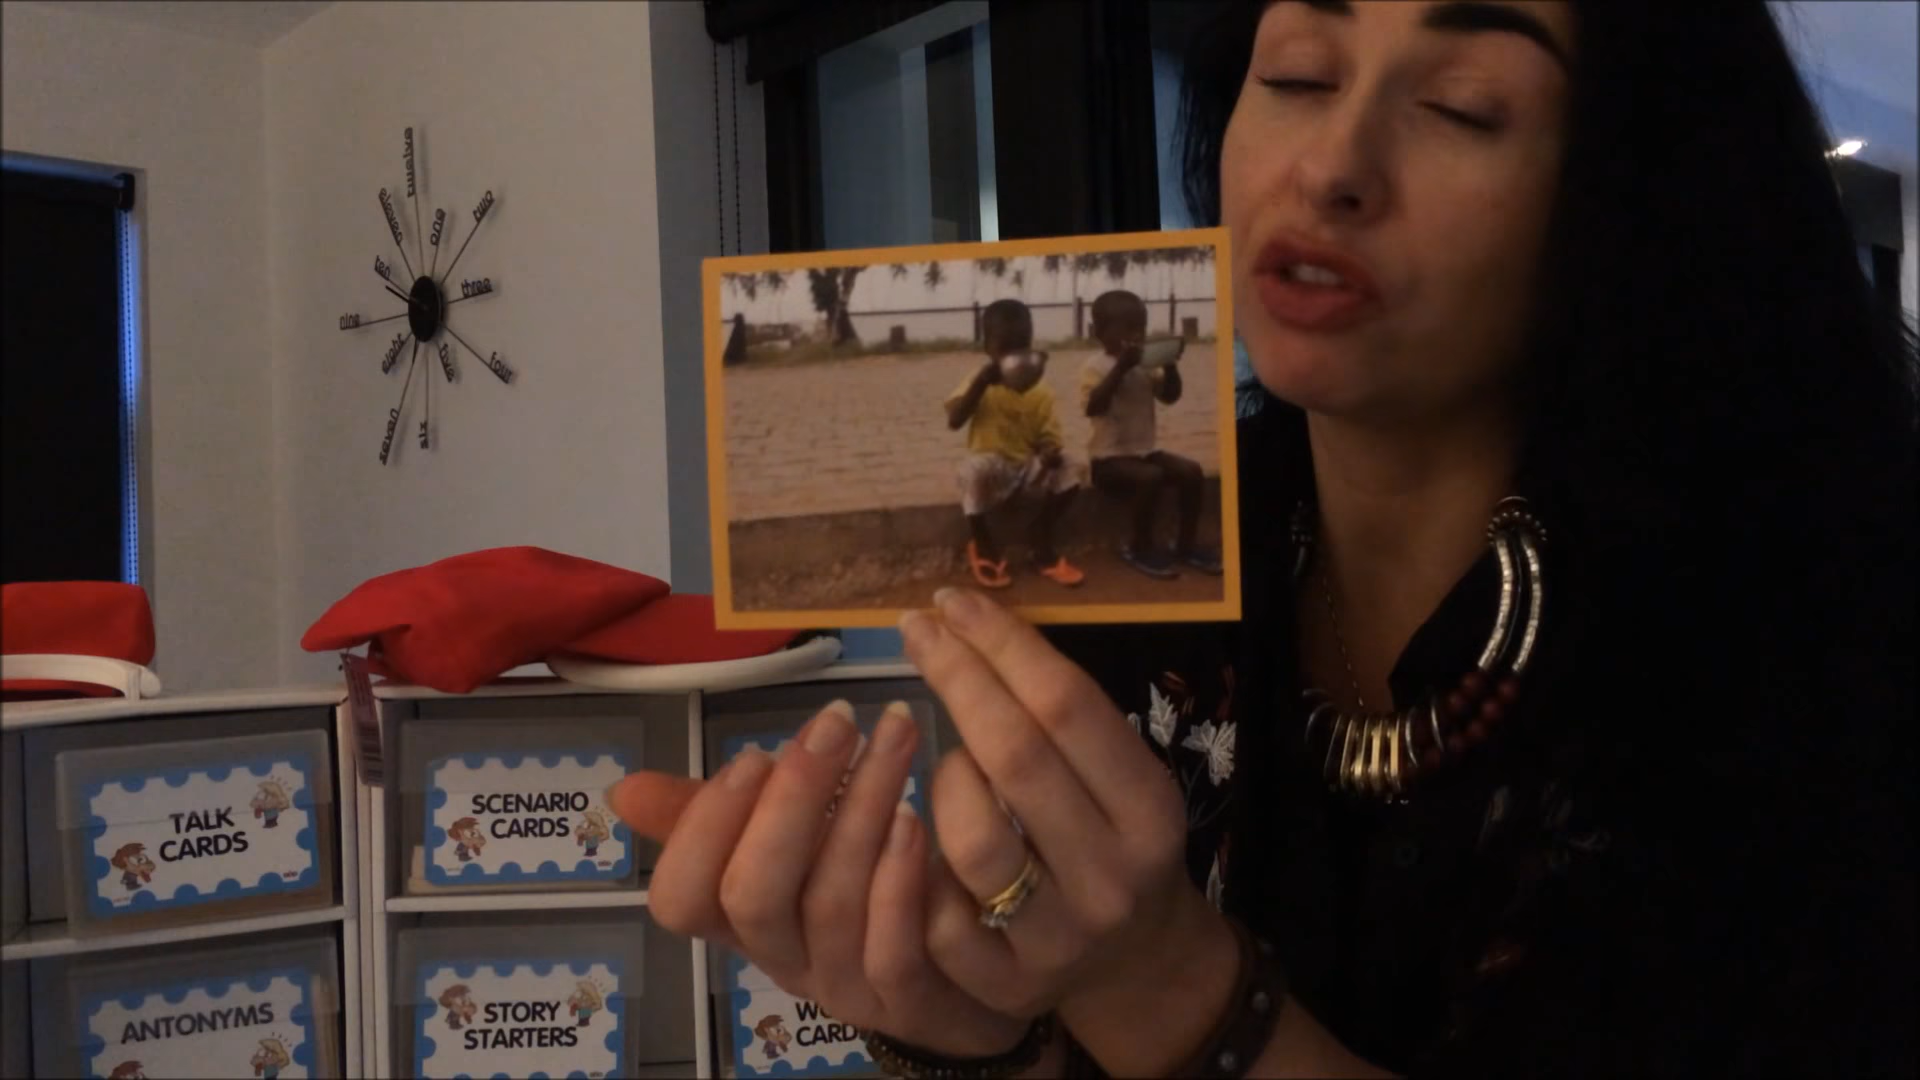 twelve
one
two
three
four
five
six
seven
eight
nine
ten
eleven
TALK
CARDS
SCENARIO
CARDS
ANTONYMS
STORY
STARTERS
CARDS